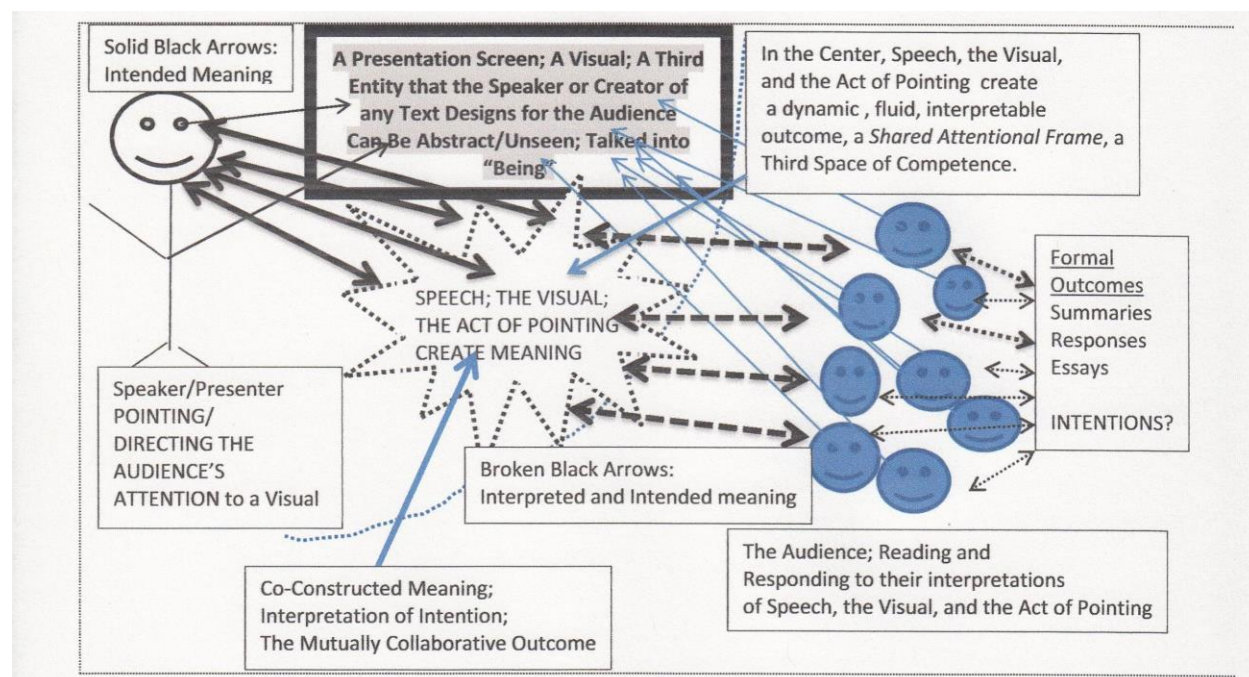 Solid Black Arrows:
Intended Meaning
A Presentation Screen; A Visual; A Third
Entity that the Speaker or Creator of
any Text Designs for the Audience
Can Be Abstract/Unseen; Talked into
“Being”
In the Center, Speech, the Visual,
and the Act of Pointing create
a dynamic , fluid, interpretable
outcome, a Shared Attentional Frame, a
Third Space of Competence.
SPEECH; THE VISUAL;
THE ACT OF POINTING
CREATE MEANING
Formal
Outcomes
Summaries
Responses
Essays
INTENTIONS?
Speaker/Presenter
POINTING/
DIRECTING THE
AUDIENCE’S
ATTENTION to a Visual
Broken Black Arrows:
Interpreted and Intended meaning
The Audience; Reading and
Responding to their interpretations
of Speech, the Visual, and the Act of Pointing
Co-Constructed Meaning;
Interpretation of Intention;
The Mutually Collaborative Outcome